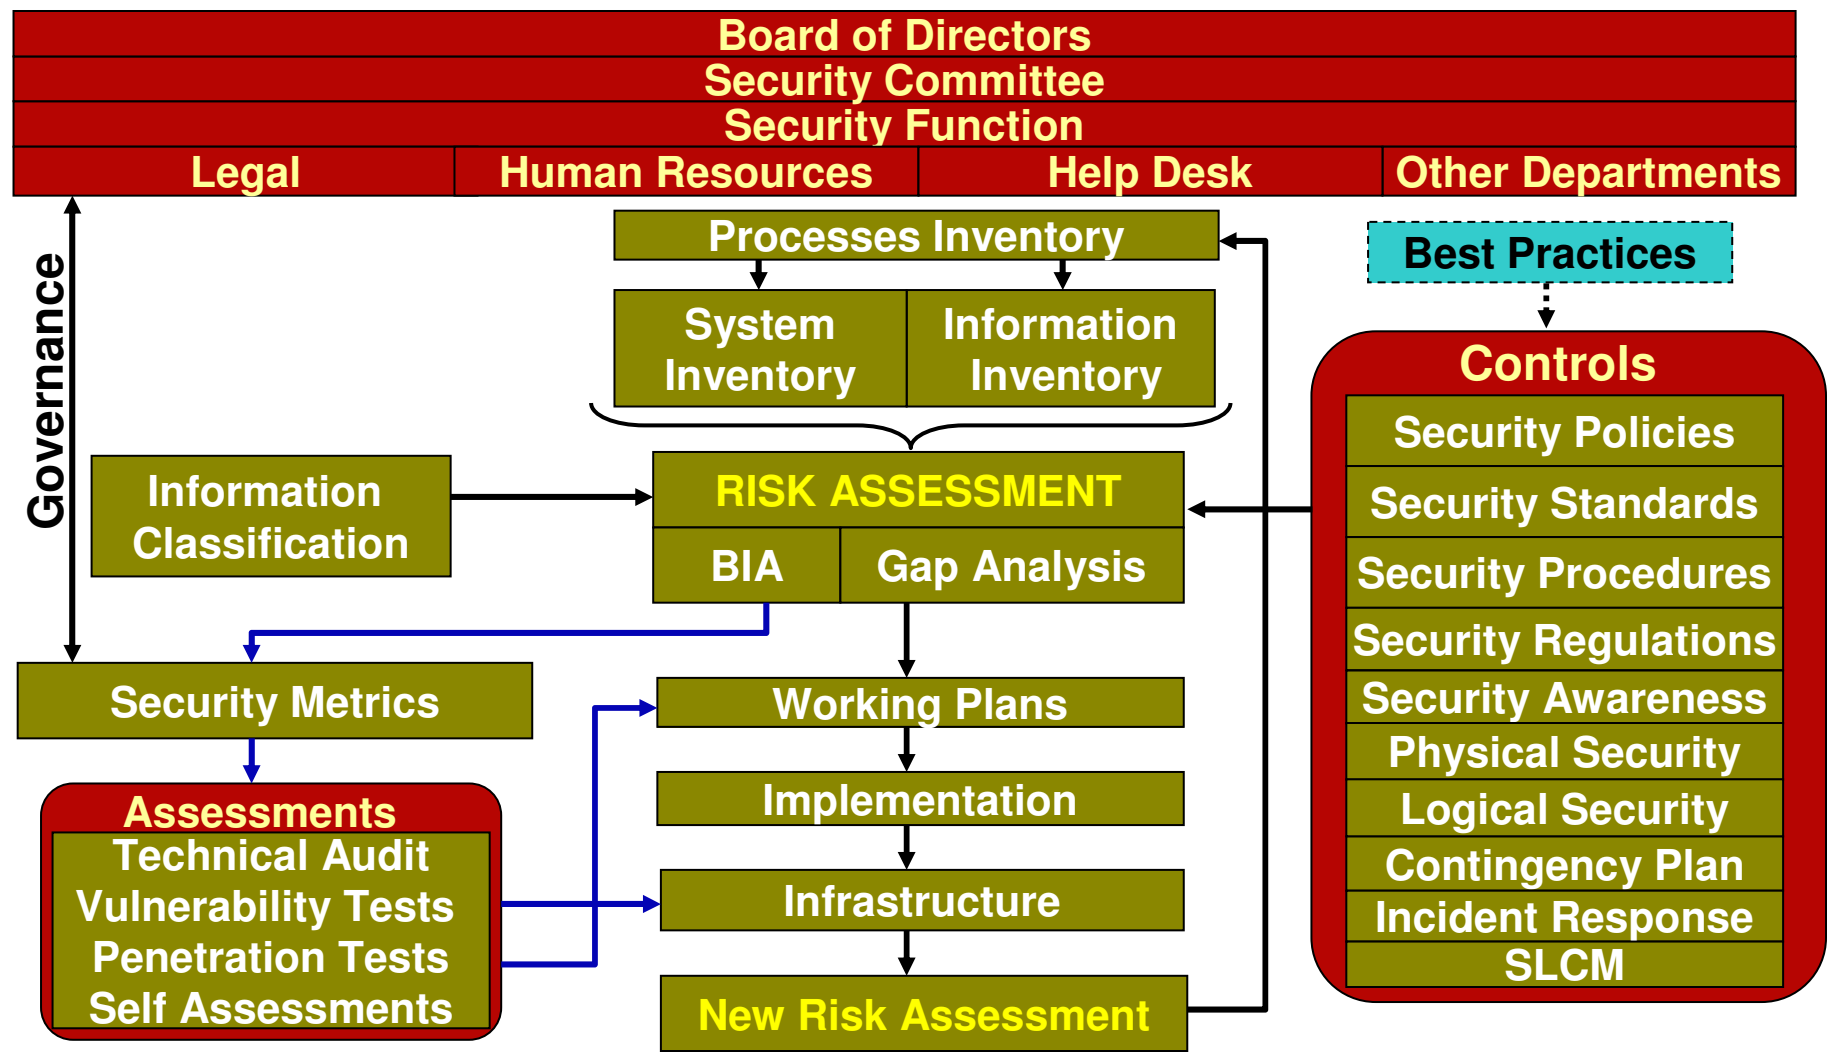 Board of Directors
Security Committee
Security Function
Legal
Human Resources
Help Desk
Other Departments
Governance
Processes Inventory
System
Inventory
Information
Inventory
Best Practices
Information
Classification
RISK ASSESSMENT
BIA
Gap Analysis
Controls
Security Policies
Security Standards
Security Procedures
Security Regulations
Security Awareness
Physical Security
Logical Security
Contingency Plan
Incident Response
SLCM
Security Metrics
Assessments
Technical Audit
Vulnerability Tests
Penetration Tests
Self Assessments
Working Plans
Implementation
Infrastructure
New Risk Assessment